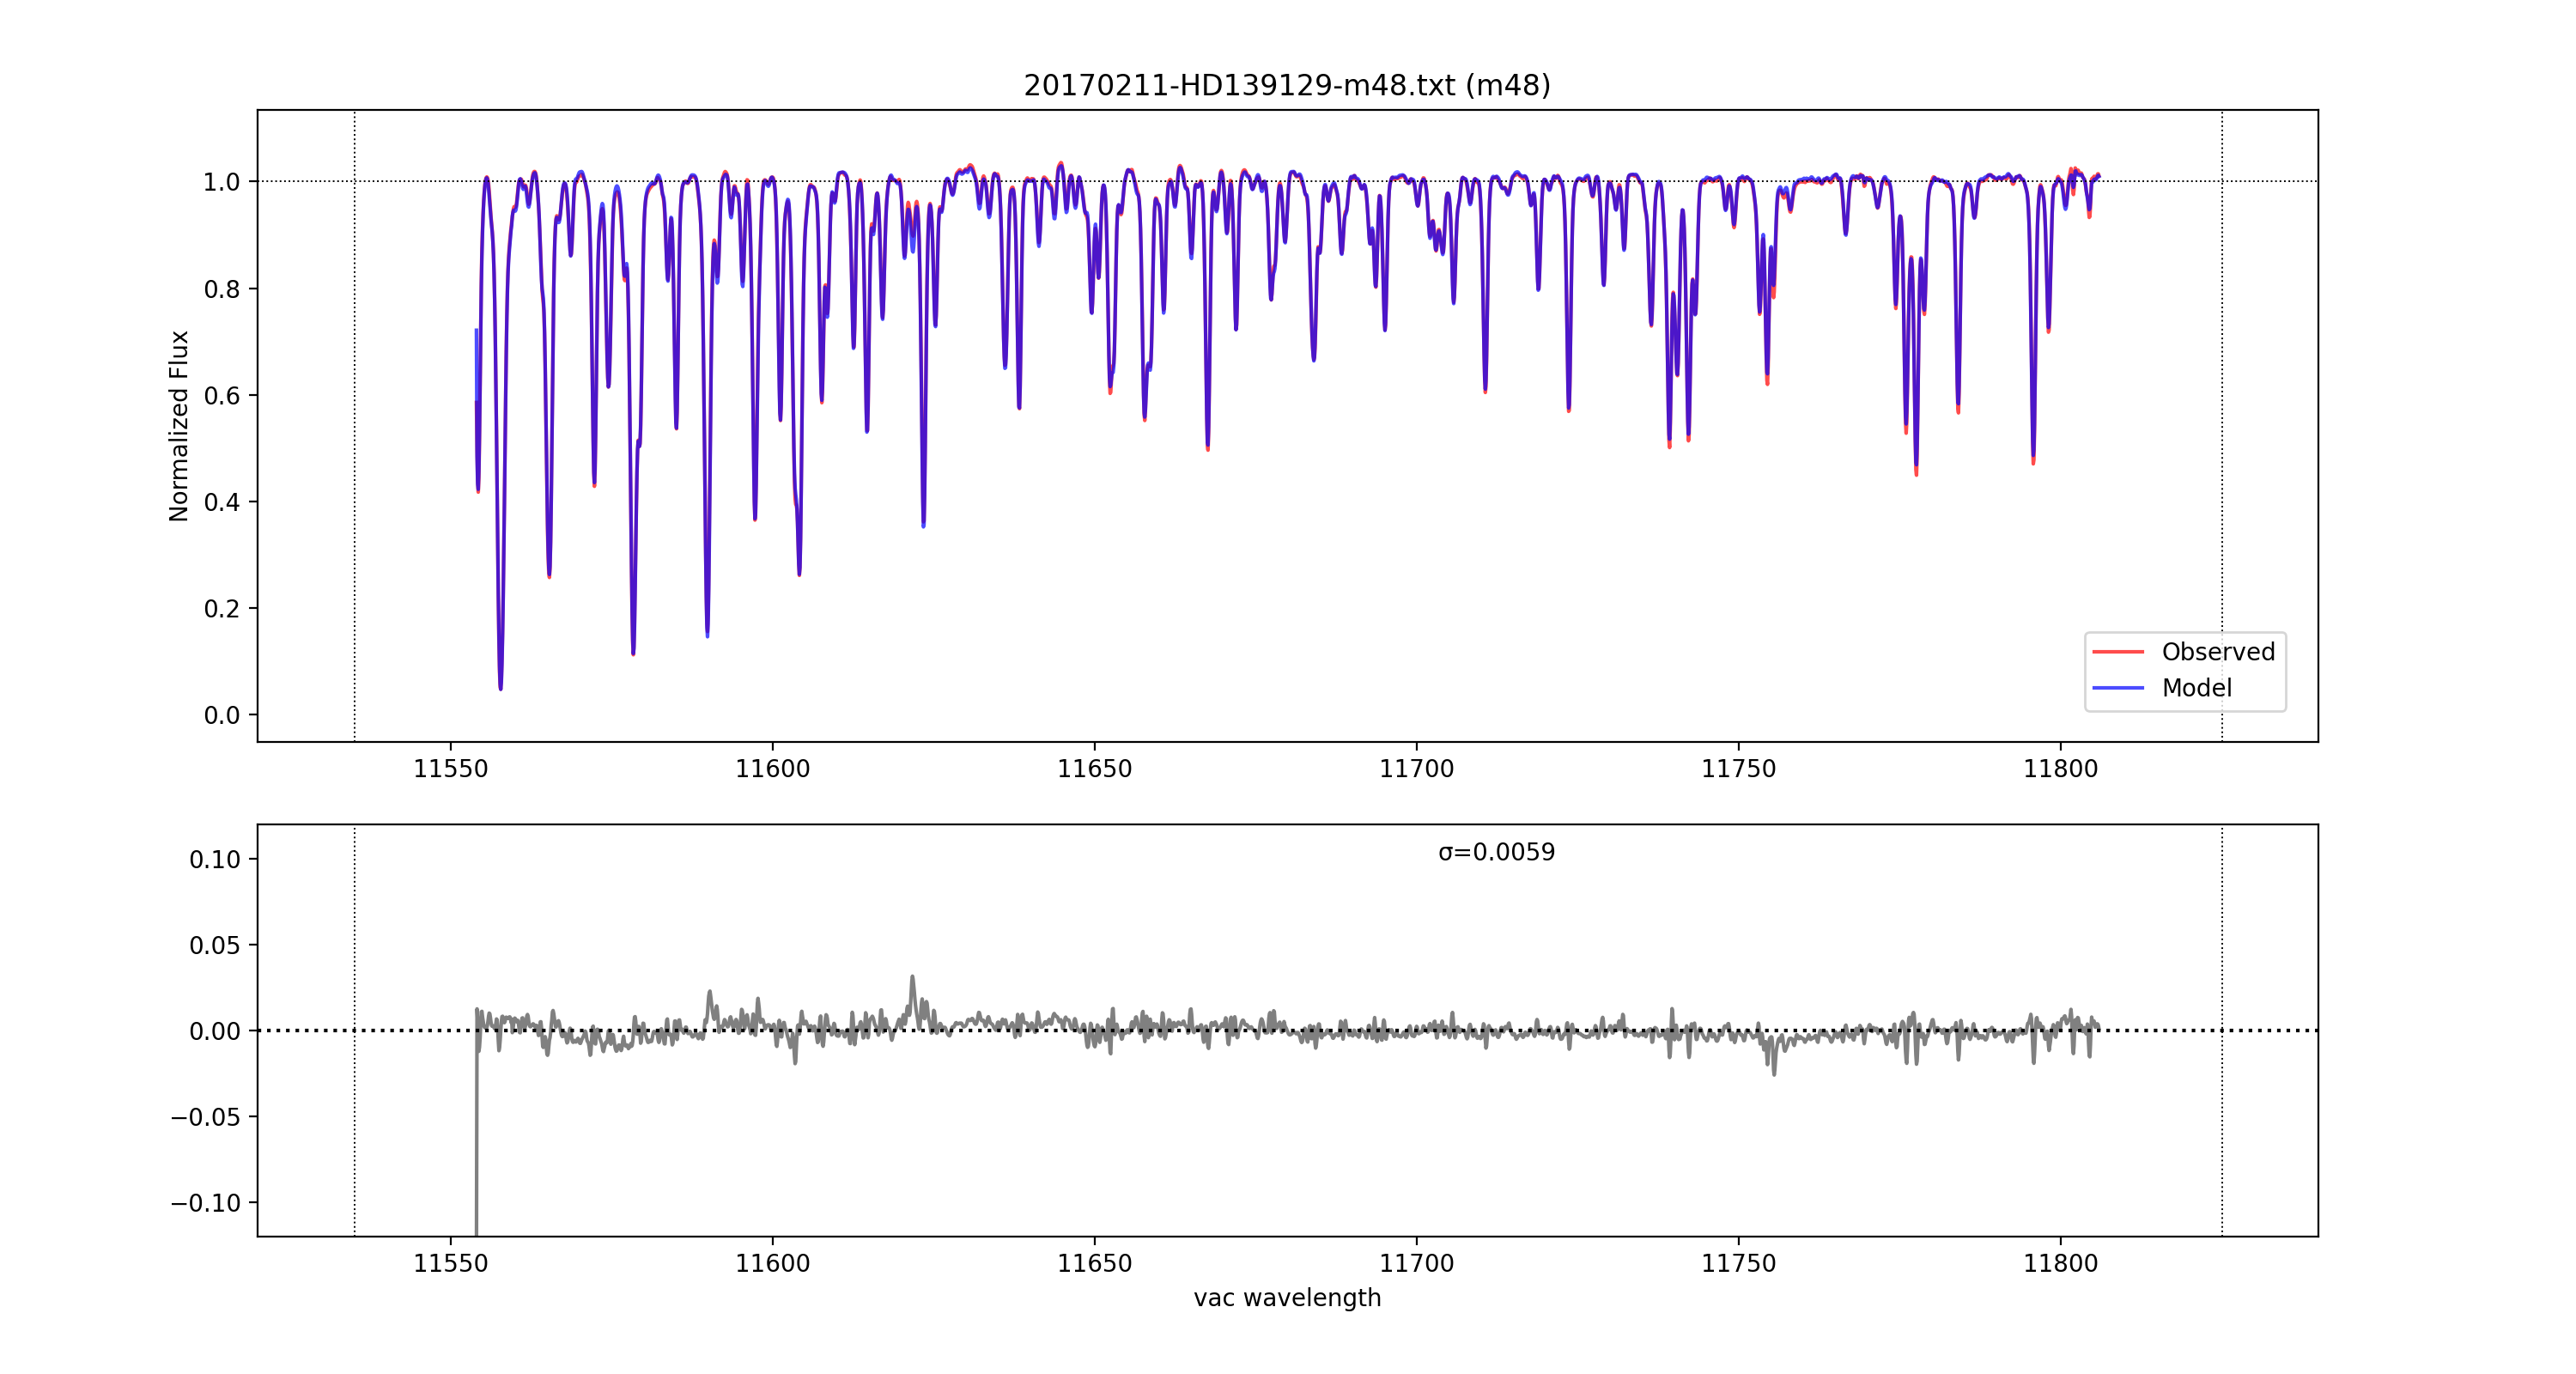 20170211-HD139129-m48.txt (m48)
Normalized Flux
1.0
0.8
0.6
0.4
0.2
0.0
Observed
Model
11550 11600 11650 11700 11750 11800
σ=0.0059
0.10
0.05
0.00
−0.05
−0.10
11550 11600 11650 11700 11750 11800
vac wavelength